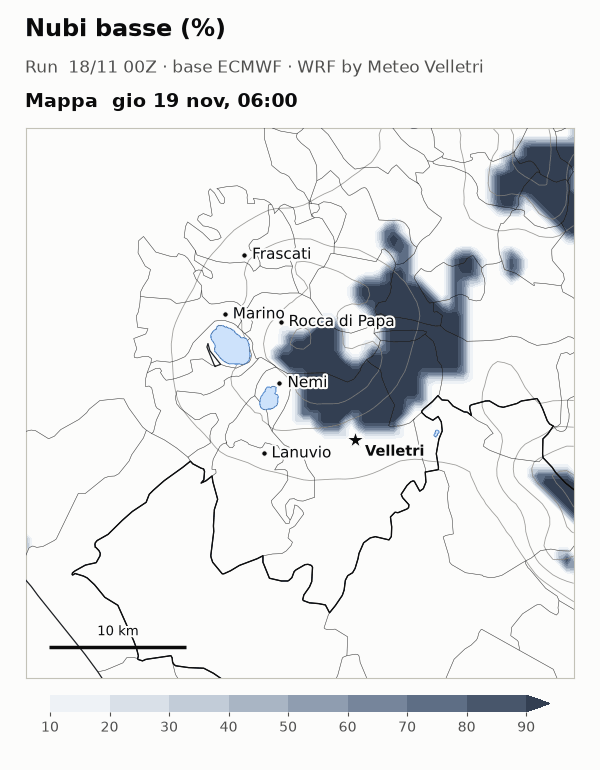 Nubi basse (%)
Run  18/11 00Z · base ECMWF · WRF by Meteo Velletri
Mappa  gio 19 nov, 06:00
Frascati
Marino
Rocca di Papa
Nemi
Velletri
Lanuvio
10 km
10 20 30 40 50 60 70 80 90